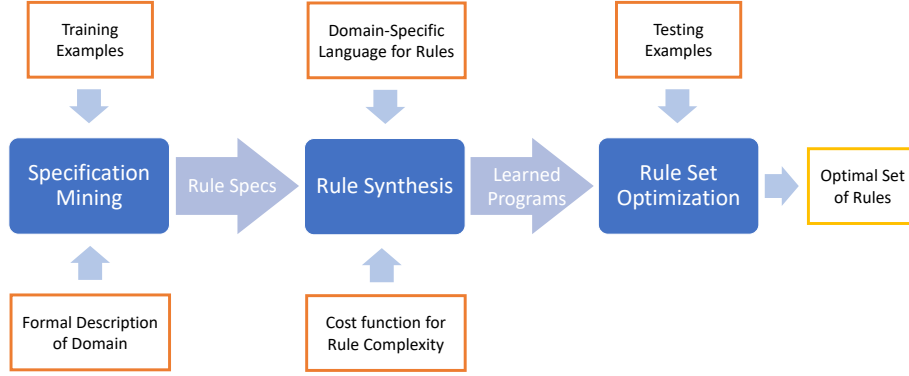 Training
Examples
Domain-Specific
Language for Rules
Testing
Examples
Specification
Mining
Rule Specs
Rule Synthesis
Learned
Programs
Rule Set
Optimization
Optimal Set
of Rules
Formal Description
of Domain
Cost function for
Rule Complexity